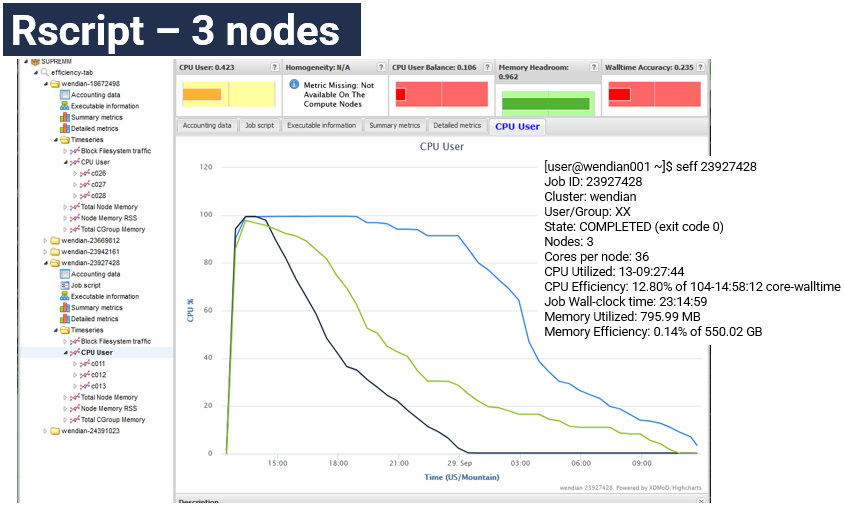 Rscript – 3 nodes
SUPREMM
efficiency-tab
wendian-18672498
Accounting data
Executable information
Summary metrics
Detailed metrics
Timeseries
Block Filesystem traffic
CPU User
c026
c027
c028
Total Node Memory
Node Memory RSS
Total CGroup Memory
wendian-23669812
wendian-23942161
wendian-23927428
Accounting data
Job script
Executable information
Summary metrics
Detailed metrics
Timeseries
Block Filesystem traffic
CPU User
c011
c012
c013
Total Node Memory
Node Memory RSS
Total CGroup Memory
wendian-24391023
CPU User: 0.423 ?
Homogeneity: N/A ?
Metric Missing: Not
Available On The
Compute Nodes
CPU User Balance: 0.106 ?
Memory Headroom: ?
0.962
Walltime Accuracy: 0.235 ?
Accounting data
Job script
Executable information
Summary metrics
Detailed metrics
CPU User
CPU User
CPU %
120
100
80
60
40
20
0
15:00
18:00
21:00
29. Sep
03:00
06:00
09:00
Time (US/Mountain)
wendian 23927428. Powered by XDMoD/Highcharts
Description
[user@wendian001 ~]$ seff 23927428
Job ID: 23927428
Cluster: wendian
User/Group: XX
State: COMPLETED (exit code 0)
Nodes: 3
Cores per node: 36
CPU Utilized: 13-09:27:44
CPU Efficiency: 12.80% of 104-14:58:12 core-walltime
Job Wall-clock time: 23:14:59
Memory Utilized: 795.99 MB
Memory Efficiency: 0.14% of 550.02 GB